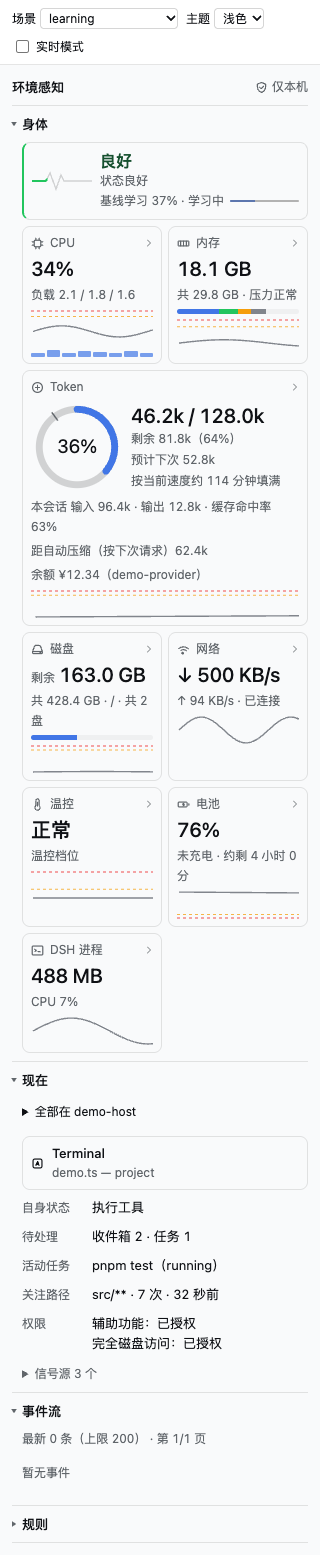 场景 learning 主题 浅色
实时模式
环境感知 仅本机
身体
良好
状态良好
基线学习 37% · 学习中
CPU
34%
负载 2.1 / 1.8 / 1.6
内存
18.1 GB
共 29.8 GB · 压力正常
Token
36%
46.2k / 128.0k
剩余 81.8k（64%）
预计下次 52.8k
按当前速度约 114 分钟填满
本会话 输入 96.4k · 输出 12.8k · 缓存命中率
63%
距自动压缩（按下次请求）62.4k
余额 ¥12.34（demo-provider）
磁盘
剩余 163.0 GB
共 428.4 GB · / · 共 2
盘
网络
↓ 500 KB/s
↑ 94 KB/s · 已连接
温控
正常
温控档位
电池
76%
未充电 · 约剩 4 小时 0
分
DSH 进程
488 MB
CPU 7%
现在
全部在 demo-host
Terminal
demo.ts — project
自身状态 执行工具
待处理 收件箱 2 · 任务 1
活动任务 pnpm test（running）
关注路径 src/** · 7 次 · 32 秒前
权限 辅助功能：已授权
完全磁盘访问：已授权
信号源 3 个
事件流
最新 0 条（上限 200） · 第 1/1 页
暂无事件
规则